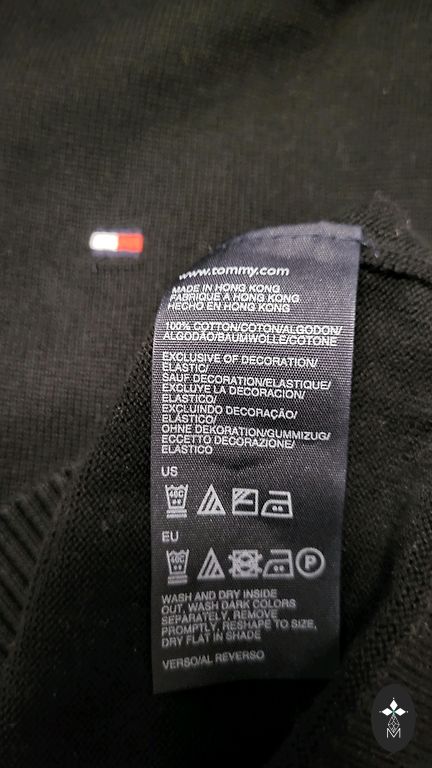 www.tommy.com
MADE IN HONG KONG
FABRIQUÉ À HONG KONG
HECHO EN HONG KONG
100% COTTON/COTON/ALGODON/
ALGODÃO/BAUMWOLLE/COTONE
EXCLUSIVE OF DECORATION/
ELASTIC/
SAUF DECORATION/ELASTIQUE/
EXCLUYE LA DECORACION/
ELASTICO/
EXCLUINDO DECORAÇÃO/
ELÁSTICO/
OHNE DEKORATION/GUMMIZUG/
ECCETTO DECORAZIONE/
ELASTICO
US
40C
EU
40C P
WASH AND DRY INSIDE
OUT, WASH DARK COLORS
SEPARATELY, REMOVE
PROMPTLY, RESHAPE TO SIZE,
DRY FLAT IN SHADE
VERSO/AL REVERSO
M